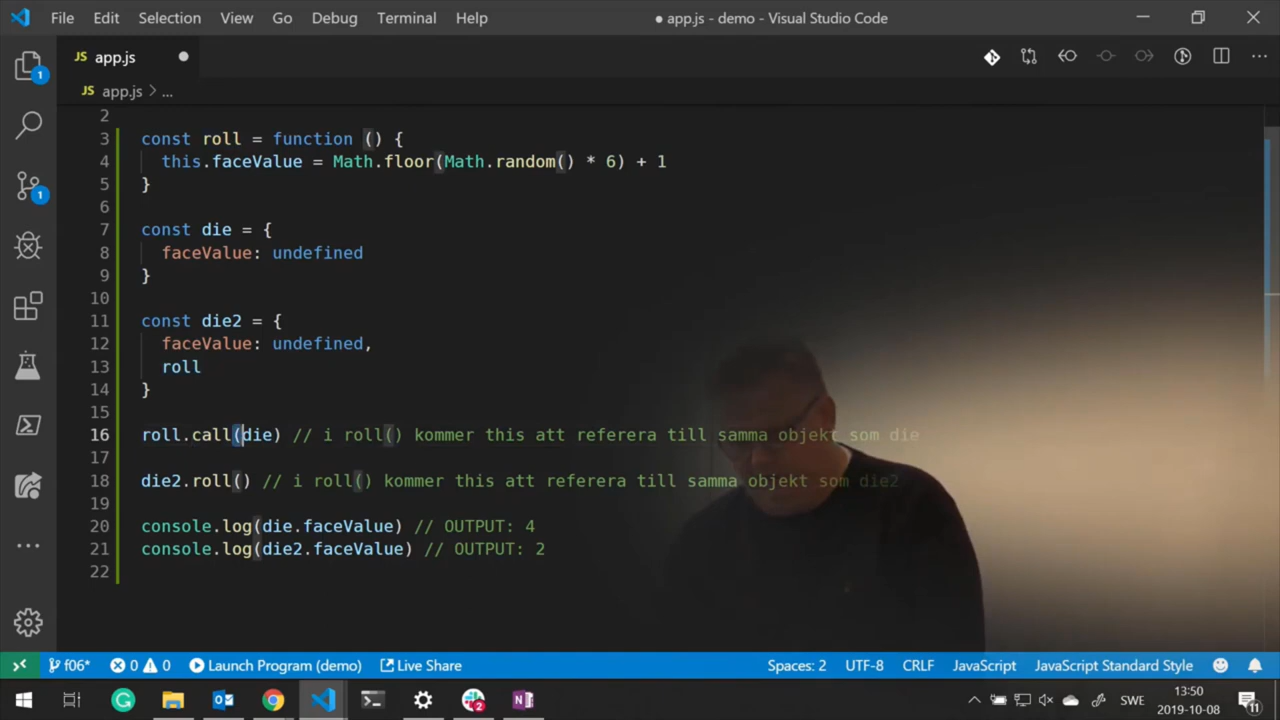 File Edit Selection View Go Debug Terminal Help
● app.js - demo - Visual Studio Code
JS app.js ●
1
JS app.js > ...
2
3 const roll = function () {
4 this.faceValue = Math.floor(Math.random() * 6) + 1
5 }
6
7 const die = {
8 faceValue: undefined
9 }
10
11 const die2 = {
12 faceValue: undefined,
13 roll
14 }
15
16 roll.call(die) // i roll() kommer this att referera till samma objekt som die
17
18 die2.roll() // i roll() kommer this att referera till samma objekt som die2
19
20 console.log(die.faceValue) // OUTPUT: 4
21 console.log(die2.faceValue) // OUTPUT: 2
22
1
f06* 0 0 Launch Program (demo) Live Share
Spaces: 2 UTF-8 CRLF JavaScript JavaScript Standard Style
2 SWE 13:50
2019-10-08 11